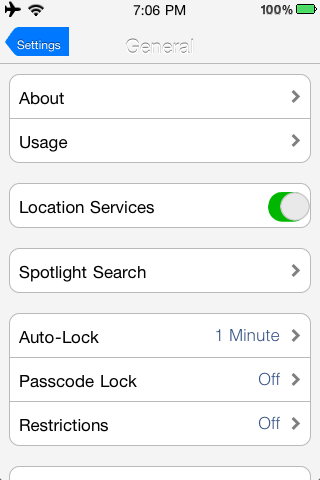 7:06 PM 100%
Settings General
About
Usage
Location Services
Spotlight Search
Auto-Lock 1 Minute
Passcode Lock Off
Restrictions Off